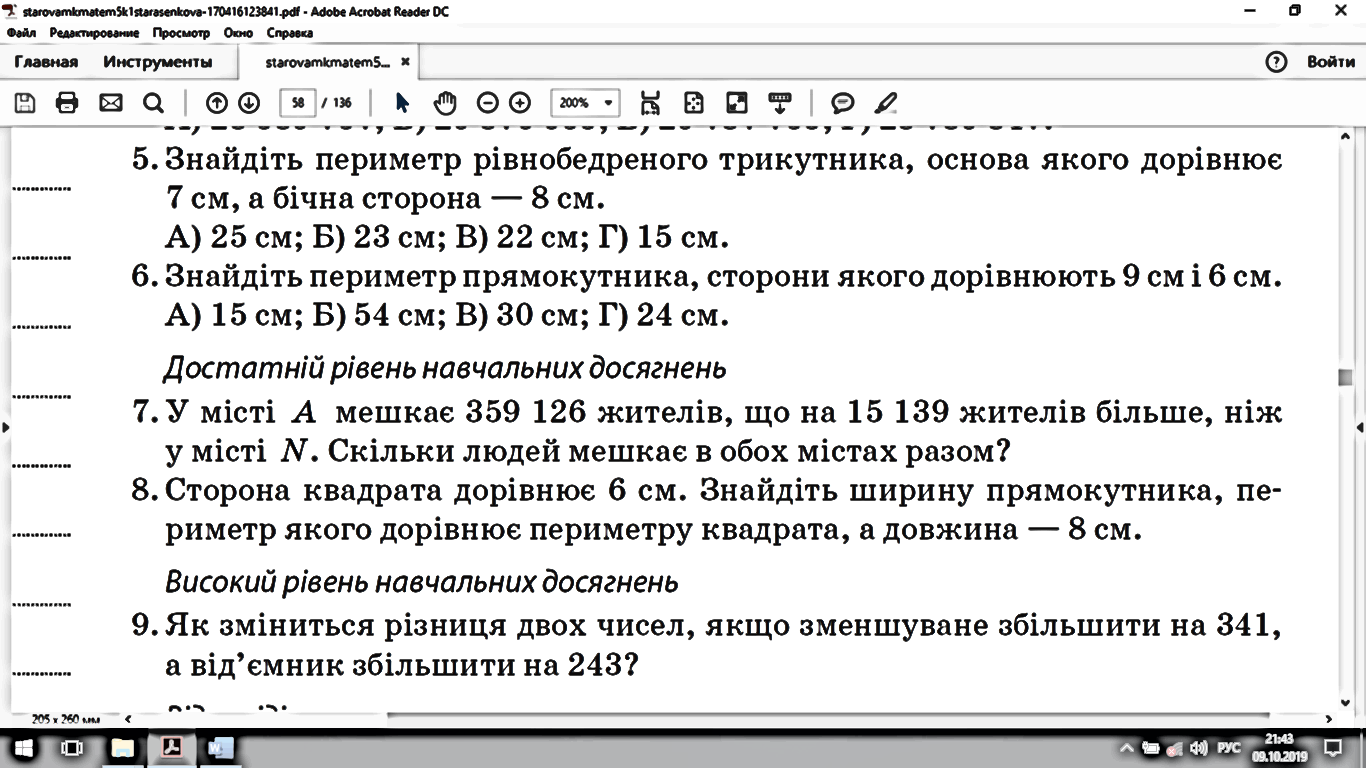 starovamkmatem5k1starasenkova-170416123841.pdf - Adobe Acrobat Reader DC
Файл Редактирование Просмотр Окно Справка
Главная Инструменты starovamkmatem5... × Войти
58 / 136 200%
5. Знайдіть периметр рівнобедреного трикутника, основа якого дорівнює
7 см, а бічна сторона — 8 см.
А) 25 см; Б) 23 см; В) 22 см; Г) 15 см.
6. Знайдіть периметр прямокутника, сторони якого дорівнюють 9 см і 6 см.
А) 15 см; Б) 54 см; В) 30 см; Г) 24 см.
Достатній рівень навчальних досягнень
7. У місті A мешкає 359 126 жителів, що на 15 139 жителів більше, ніж
у місті N. Скільки людей мешкає в обох містах разом?
8. Сторона квадрата дорівнює 6 см. Знайдіть ширину прямокутника, пе-
риметр якого дорівнює периметру квадрата, а довжина — 8 см.
Високий рівень навчальних досягнень
9. Як зміниться різниця двох чисел, якщо зменшуване збільшити на 341,
а від’ємник збільшити на 243?
205 x 260 мм
РУС 21:43
09.10.2019